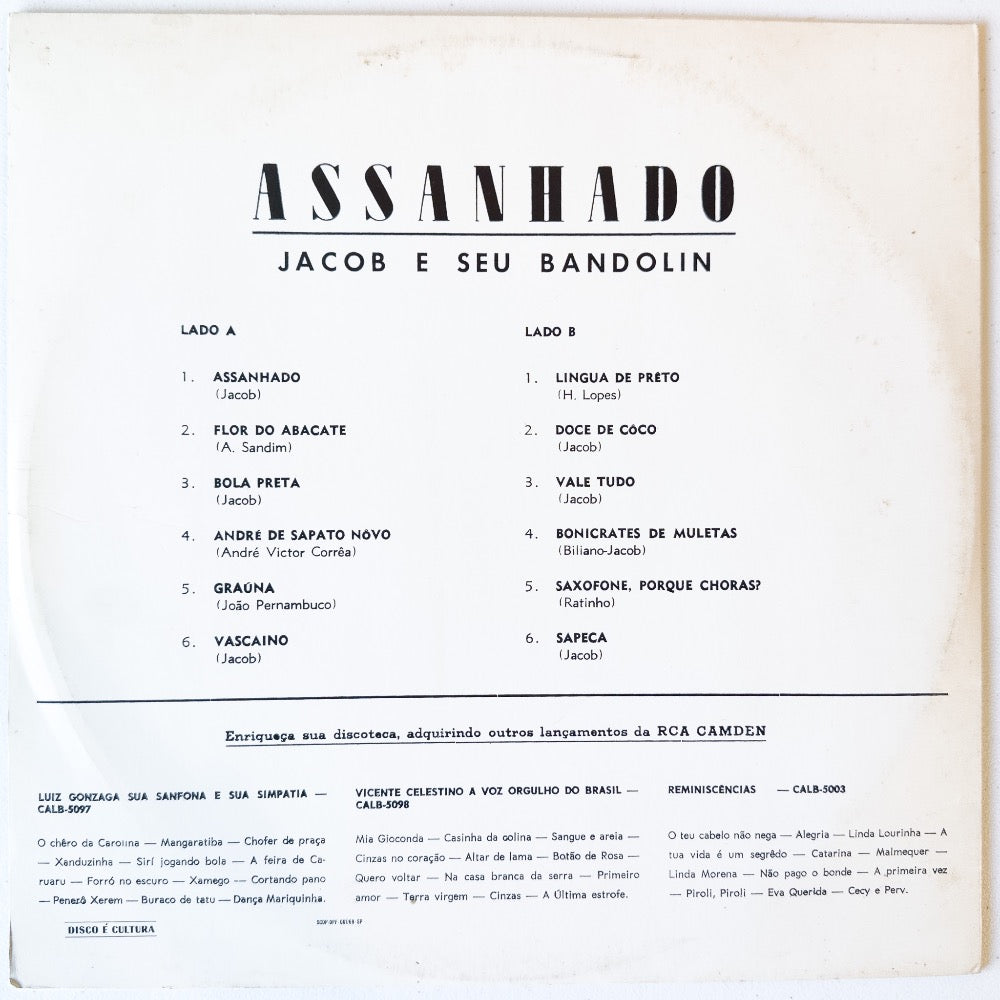 ASSANHADO
JACOB E SEU BANDOLIN
LADO A
1. ASSANHADO
(Jacob)
2. FLOR DO ABACATE
(A. Sandim)
3. BOLA PRETA
(Jacob)
4. ANDRÉ DE SAPATO NÔVO
(André Victor Corrêa)
5. GRAÚNA
(João Pernambuco)
6. VASCAINO
(Jacob)
LADO B
1. LINGUA DE PRÊTO
(H. Lopes)
2. DOCE DE CÔCO
(Jacob)
3. VALE TUDO
(Jacob)
4. BONICRATES DE MULETAS
(Biliano-Jacob)
5. SAXOFONE, PORQUE CHORAS?
(Ratinho)
6. SAPECA
(Jacob)
Enriqueça sua discoteca, adquirindo outros lançamentos da RCA CAMDEN
LUIZ GONZAGA SUA SANFONA E SUA SIMPATIA —
CALB-5097
O chêro da Carolina — Mangaratiba — Chofer de praça
— Xanduzinha — Sirí jogando bola — A feira de Ca-
ruaru — Forró no escuro — Xamego — Cortando pano
— Penerô Xerem — Buraco de tatu — Dança Mariquinha.
VICENTE CELESTINO A VOZ ORGULHO DO BRASIL —
CALB-5098
Mia Gioconda — Casinha da colina — Sangue e areia —
Cinzas no coração — Altar de lama — Botão de Rosa —
Quero voltar — Na casa branca da serra — Primeiro
amor — Terra virgem — Cinzas — A Última estrofe.
REMINISCÊNCIAS — CALB-5003
O teu cabelo não nega — Alegria — Linda Lourinha — A
tua vida é um segrêdo — Catarina — Malmequer —
Linda Morena — Não pago o bonde — A primeira vez
— Piroli, Piroli — Eva Querida — Cecy e Perv.
DISCO É CULTURA